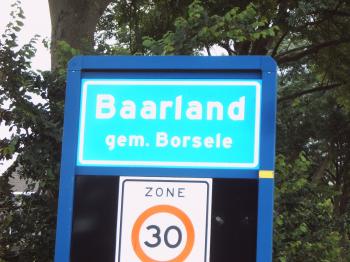 Baarland
gem. Borsele
ZONE
30